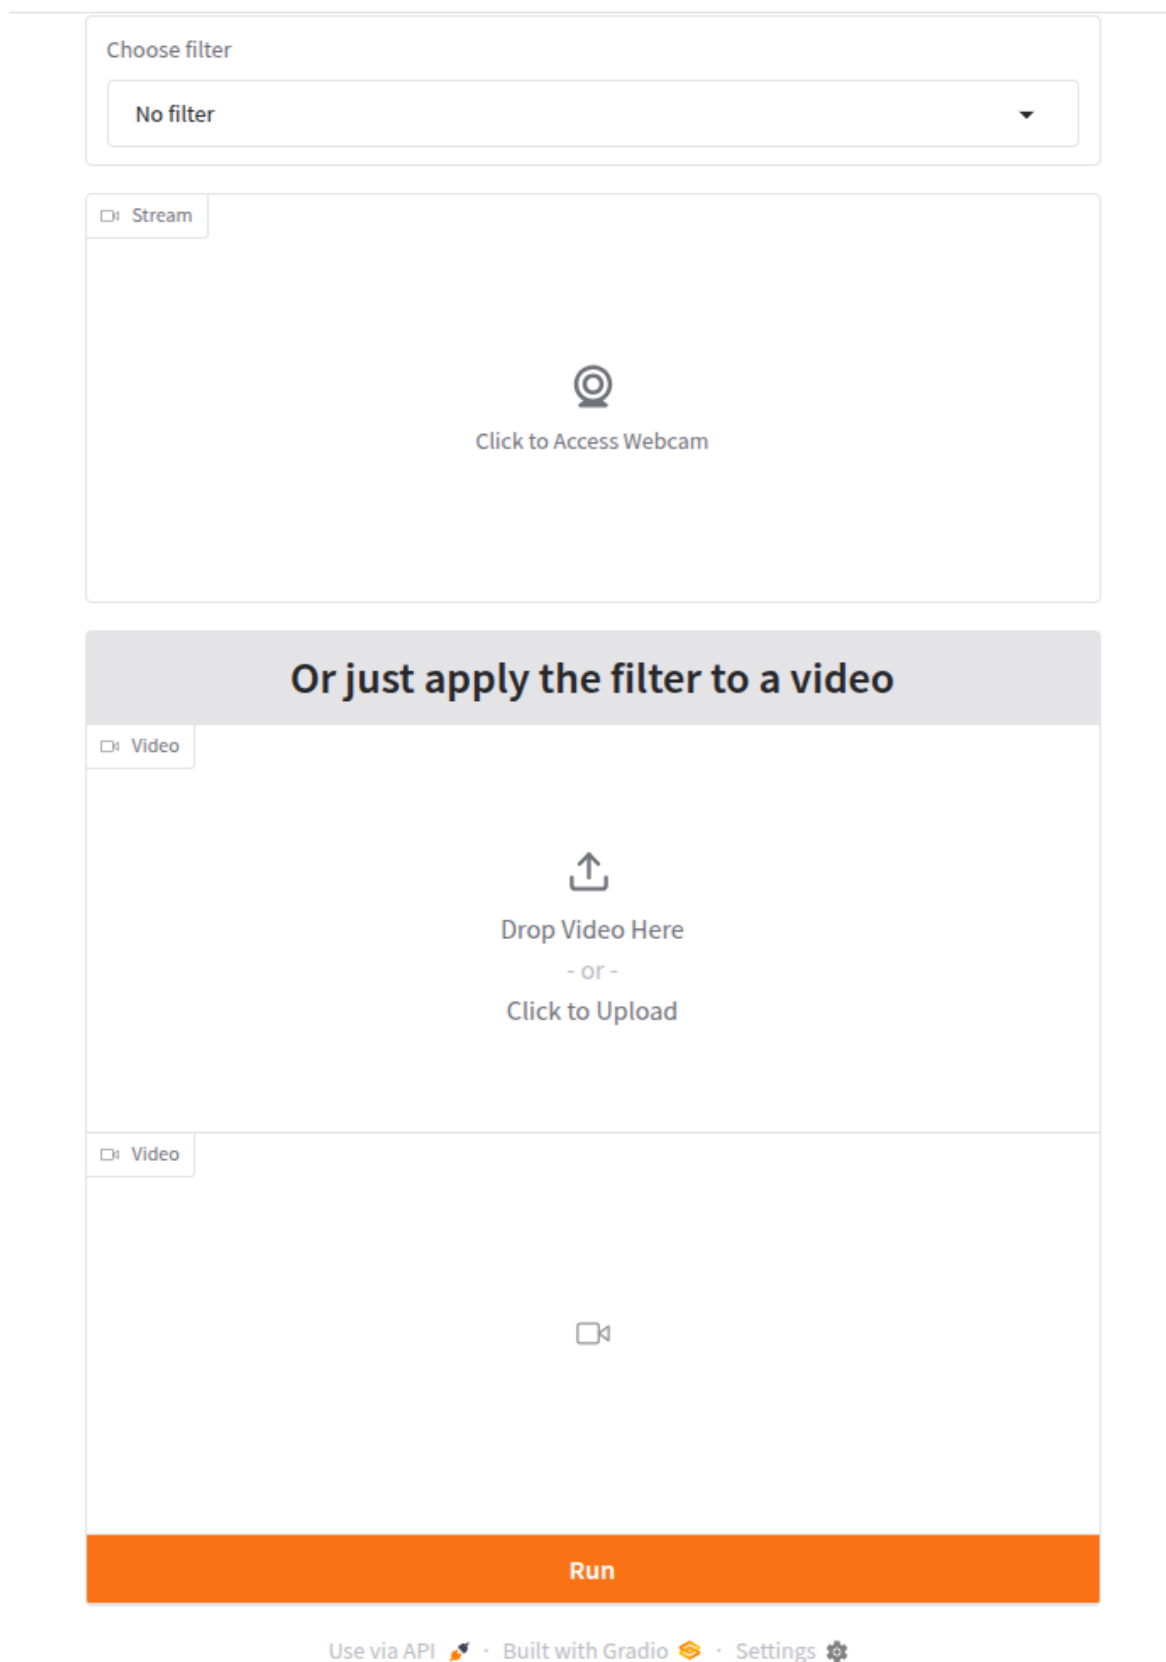 Choose filter
No filter
Stream
Click to Access Webcam
Or just apply the filter to a video
Video
Drop Video Here
- or -
Click to Upload
Video
Run
Use via API · Built with Gradio · Settings